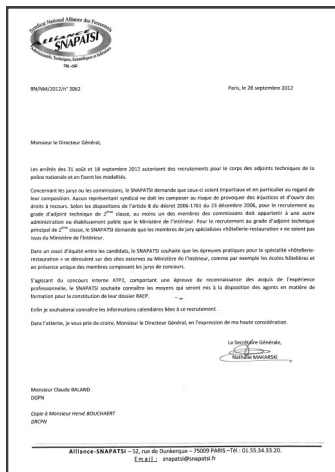 Syndicat National Alliance des Personnels
ALLIANCE
SNAPATSI
BN/NM/2012/n° 3062
Paris, le 28 septembre 2012
Monsieur le Directeur Général,
Les arrêtés des 31 août et 18 septembre 2012 autorisent des recrutements pour le corps des adjoints techniques de la
police nationale et en fixent les modalités.
Concernant les jurys ou les commissions, le SNAPATSI demande que ceux-ci soient impartiaux et en particulier au regard de
leur composition. Aucun représentant syndical ne doit les composer au risque de provoquer des injustices et d'ouvrir des
droits à recours. Selon les dispositions de l'article 8 du décret 2006-1761 du 23 décembre 2006, pour le recrutement au
grade d'adjoint technique de 2ème classe, au moins un des membres des commissions doit appartenir à une autre
administration ou établissement public que le Ministère de l'intérieur. Pour le recrutement au grade d'adjoint technique
principal de 2ème classe, le SNAPATSI demande que les membres de jury spécialisés «hôtellerie-restauration » ne soient pas
issus du Ministère de l'intérieur.
Dans un souci d'équité entre les candidats, le SNAPATSI souhaite que les épreuves pratiques pour la spécialité «hôtellerie-
restauration » se déroulent sur des sites externes au Ministère de l'intérieur, comme par exemple les écoles hôtelières et
en présence unique des membres composant les jurys de concours.
S'agissant du concours interne ATP2, comportant une épreuve de reconnaissance des acquis de l'expérience
professionnelle, le SNAPATSI souhaite connaître les moyens qui seront mis à la disposition des agents en matière de
formation pour la constitution de leur dossier RAEP.
Enfin je souhaiterai connaître les informations calendaires liées à ce recrutement .
Dans l'attente, je vous prie de croire, Monsieur le Directeur Général, en l'expression de ma haute considération.
La Secrétaire Générale,
Nathalie MAKARSKI
Monsieur Claude BALAND
DGPN
Copie à Monsieur Hervé BOUCHAERT
DRCPN
Alliance-SNAPATSI – 52, rue de Dunkerque – 75009 PARIS –Tél : 01.55.34.33.20.
Email : snapatsi@snapatsi.fr